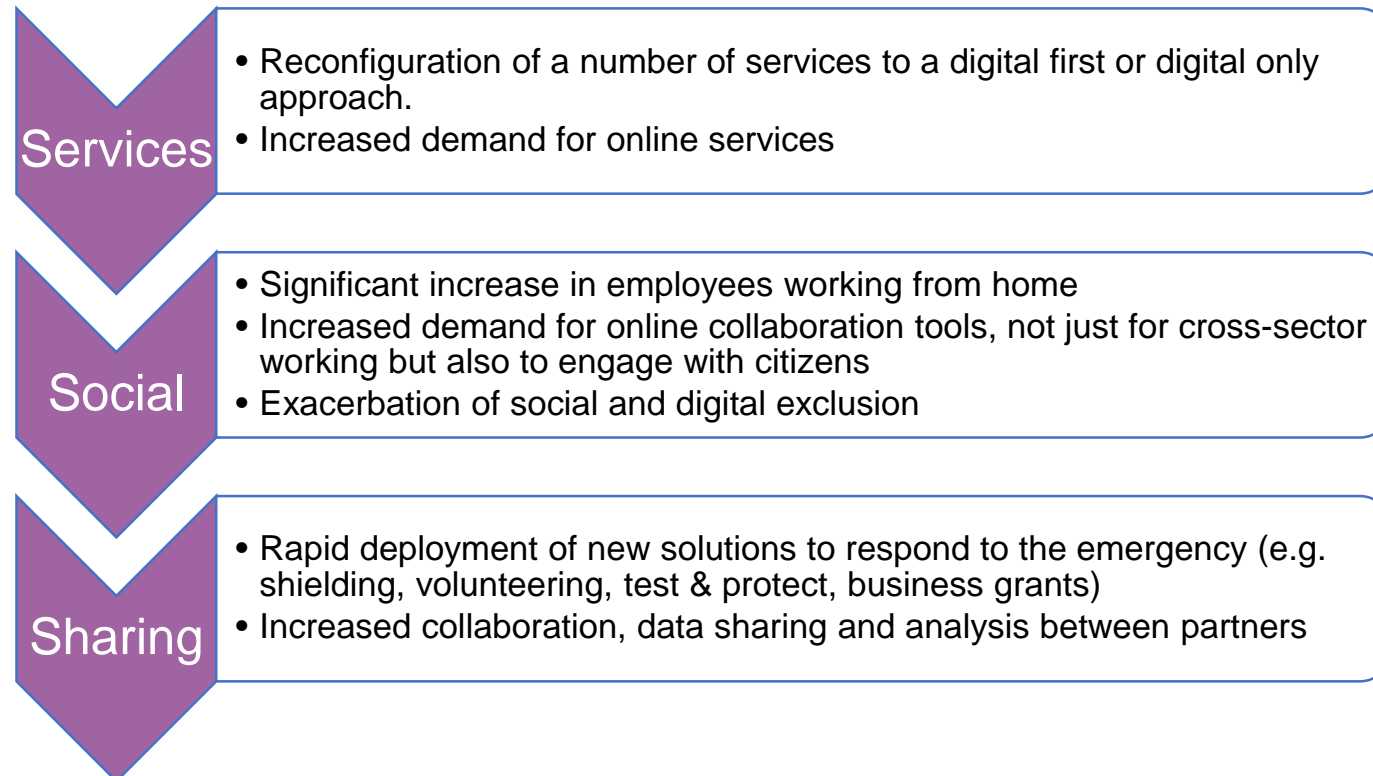 Services
• Reconfiguration of a number of services to a digital first or digital only
approach.
• Increased demand for online services
Social
• Significant increase in employees working from home
• Increased demand for online collaboration tools, not just for cross-sector
working but also to engage with citizens
• Exacerbation of social and digital exclusion
Sharing
• Rapid deployment of new solutions to respond to the emergency (e.g.
shielding, volunteering, test & protect, business grants)
• Increased collaboration, data sharing and analysis between partners